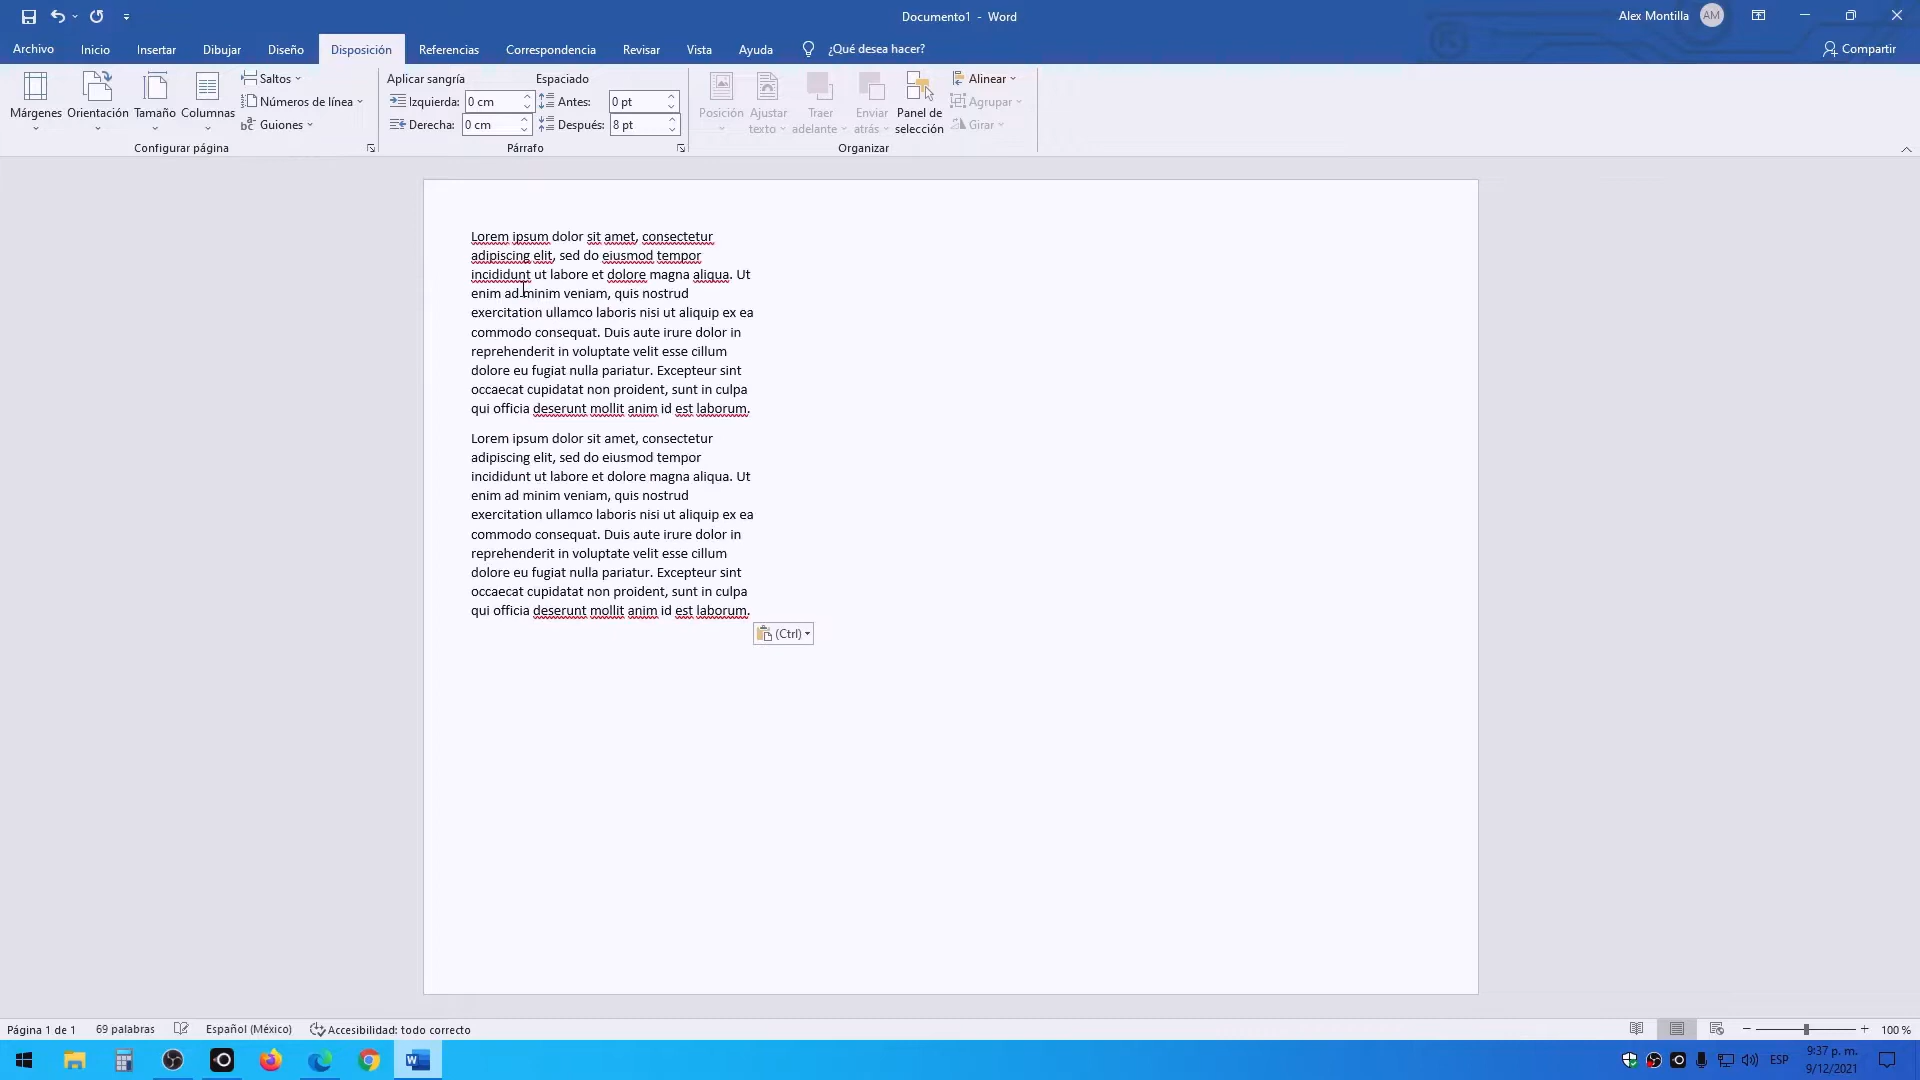 Documento1 - Word
Alex Montilla AM
Archivo Inicio Insertar Dibujar Diseño Disposición Referencias Correspondencia Revisar Vista Ayuda ¿Qué desea hacer? Compartir
Márgenes Orientación Tamaño Columnas
Saltos
Números de línea
Guiones
Configurar página
Aplicar sangría Espaciado
Izquierda: 0 cm Antes: 0 pt
Derecha: 0 cm Después: 8 pt
Párrafo
Posición Ajustar texto Traer adelante Enviar atrás Panel de selección
Alinear
Agrupar
Girar
Organizar
Lorem ipsum dolor sit amet, consectetur
adipiscing elit, sed do eiusmod tempor
incididunt ut labore et dolore magna aliqua. Ut
enim ad minim veniam, quis nostrud
exercitation ullamco laboris nisi ut aliquip ex ea
commodo consequat. Duis aute irure dolor in
reprehenderit in voluptate velit esse cillum
dolore eu fugiat nulla pariatur. Excepteur sint
occaecat cupidatat non proident, sunt in culpa
qui officia deserunt mollit anim id est laborum.
Lorem ipsum dolor sit amet, consectetur
adipiscing elit, sed do eiusmod tempor
incididunt ut labore et dolore magna aliqua. Ut
enim ad minim veniam, quis nostrud
exercitation ullamco laboris nisi ut aliquip ex ea
commodo consequat. Duis aute irure dolor in
reprehenderit in voluptate velit esse cillum
dolore eu fugiat nulla pariatur. Excepteur sint
occaecat cupidatat non proident, sunt in culpa
qui officia deserunt mollit anim id est laborum.
(Ctrl)
Página 1 de 1 69 palabras Español (México) Accesibilidad: todo correcto 100 %
ESP 9:37 p. m.
9/12/2021